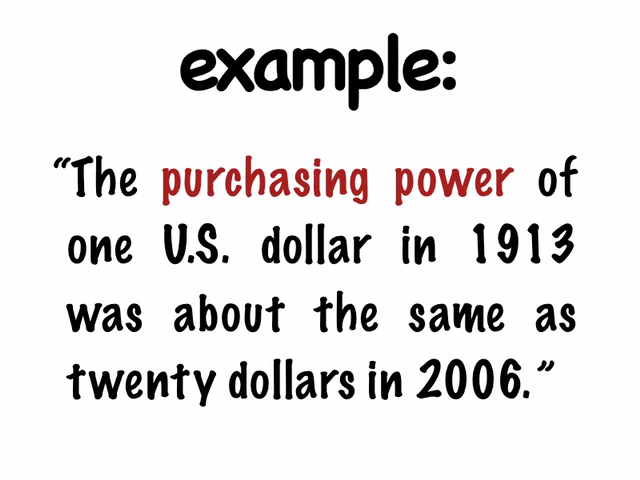 example:
“The purchasing power of
one U.S. dollar in 1913
was about the same as
twenty dollars in 2006.”